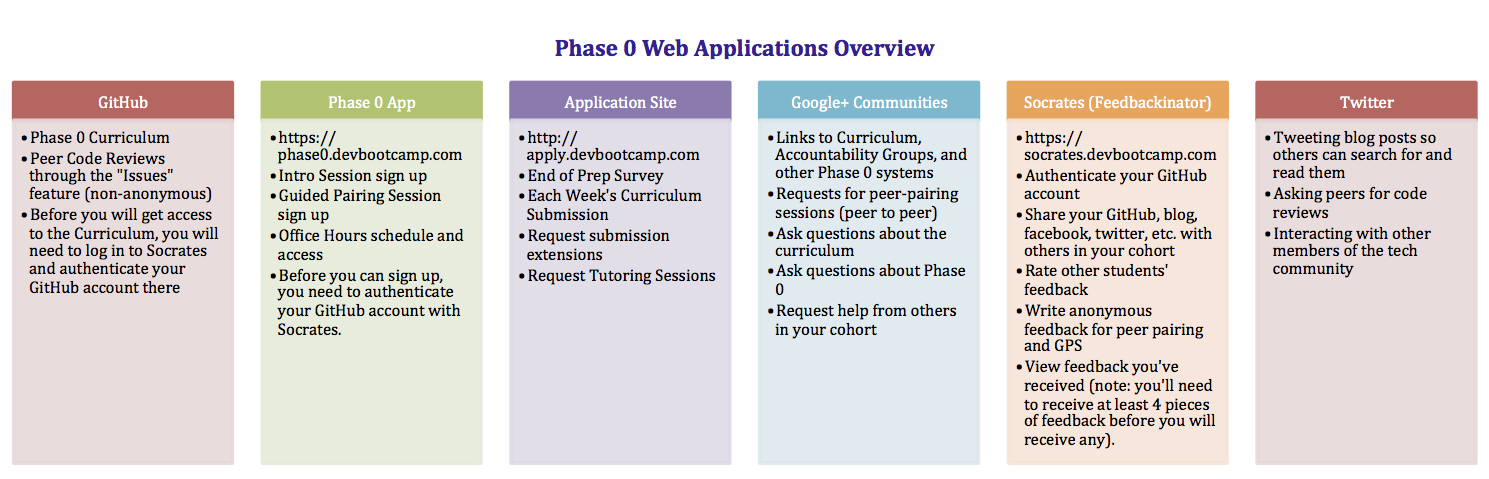 Phase 0 Web Applications Overview
GitHub
• Phase 0 Curriculum
• Peer Code Reviews
through the "Issues"
feature (non-anonymous)
• Before you will get access
to the Curriculum, you will
need to log in to Socrates
and authenticate your
GitHub account there
Phase 0 App
• https://
phase0.devbootcamp.com
• Intro Session sign up
• Guided Pairing Session
sign up
• Office Hours schedule and
access
• Before you can sign up,
you need to authenticate
your GitHub account with
Socrates.
Application Site
• http://
apply.devbootcamp.com
• End of Prep Survey
• Each Week's Curriculum
Submission
• Request submission
extensions
• Request Tutoring Sessions
Google+ Communities
• Links to Curriculum,
Accountability Groups, and
other Phase 0 systems
• Requests for peer-pairing
sessions (peer to peer)
• Ask questions about the
curriculum
• Ask questions about Phase
0
• Request help from others
in your cohort
Socrates (Feedbackinator)
• https://
socrates.devbootcamp.com
• Authenticate your GitHub
account
• Share your GitHub, blog,
facebook, twitter, etc. with
others in your cohort
• Rate other students'
feedback
• Write anonymous
feedback for peer pairing
and GPS
• View feedback you've
received (note: you'll need
to receive at least 4 pieces
of feedback before you will
receive any).
Twitter
• Tweeting blog posts so
others can search for and
read them
• Asking peers for code
reviews
• Interacting with other
members of the tech
community